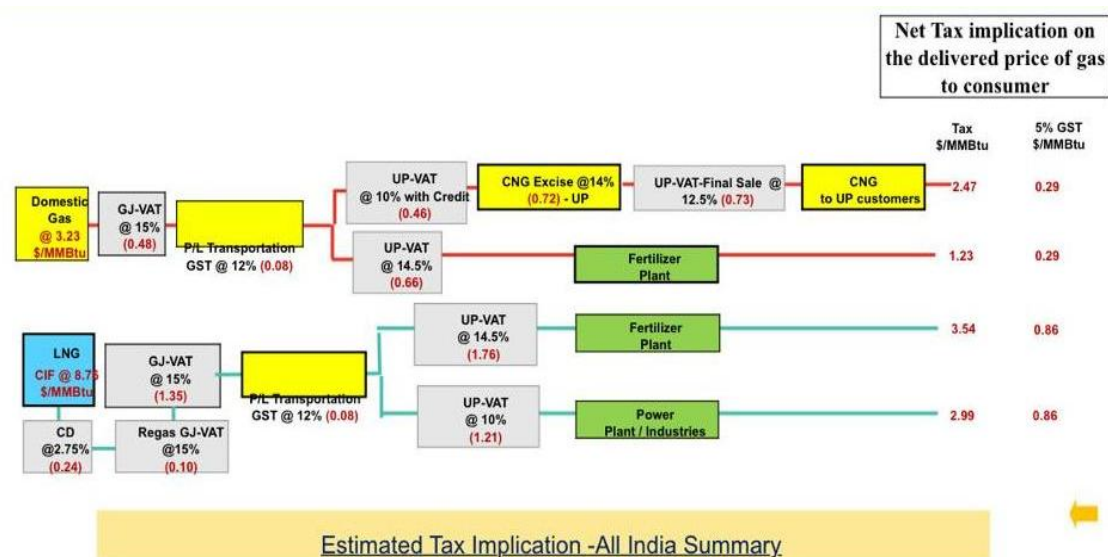 Net Tax implication on
the delivered price of gas
to consumer
Tax
$/MMBtu
5% GST
$/MMBtu
Domestic
Gas
@ 3.23
$/MMBtu
GJ-VAT
@ 15%
(0.48)
P/L Transportation
GST @ 12% (0.08)
UP-VAT
@ 10% with Credit
(0.46)
CNG Excise @14%
(0.72) - UP
UP-VAT-Final Sale @
12.5% (0.73)
CNG
to UP customers
2.47
0.29
UP-VAT
@ 14.5%
(0.66)
Fertilizer
Plant
1.23
0.29
LNG
CIF @ 8.76
$/MMBtu
GJ-VAT
@ 15%
(1.35)
P/L Transportation
GST @ 12% (0.08)
UP-VAT
@ 14.5%
(1.76)
Fertilizer
Plant
3.54
0.86
CD
@2.75%
(0.24)
Regas GJ-VAT
@15%
(0.10)
UP-VAT
@ 10%
(1.21)
Power
Plant / Industries
2.99
0.86
Estimated Tax Implication -All India Summary